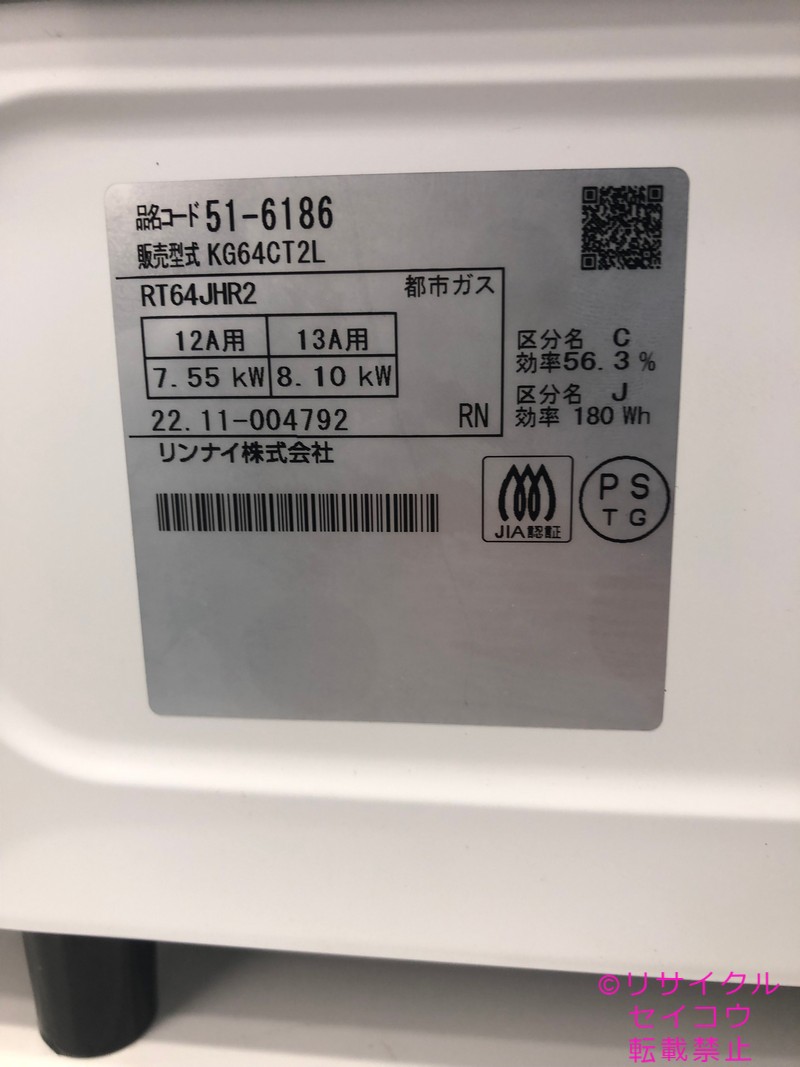 品名コード 51-6186
販売型式 KG64CT2L
RT64JHR2 都市ガス
12A用 13A用
7.55 kW 8.10 kW
22.11-004792 RN
リンナイ株式会社
区分名 C
効率56.3 %
区分名 J
効率 180 Wh
JIA認証
PS
TG
©リサイクル
セイコウ
転載禁止